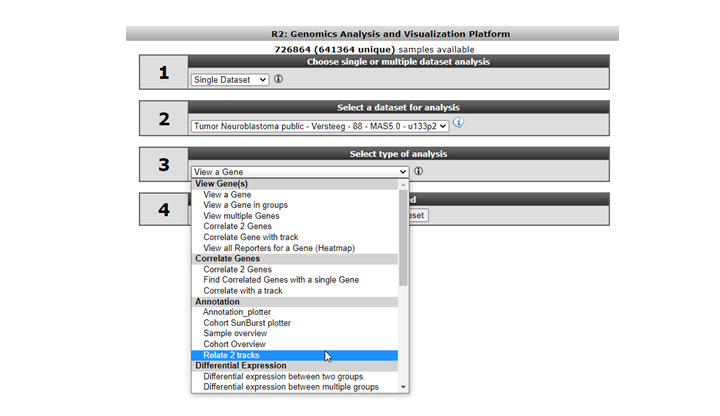 R2: Genomics Analysis and Visualization Platform
726864 (641364 unique) samples available
1
Choose single or multiple dataset analysis
Single Dataset
2
Select a dataset for analysis
Tumor Neuroblastoma public - Versteeg - 88 - MAS5.0 - u133p2
3
Select type of analysis
View a Gene
View Gene(s)
View a Gene
View a Gene in groups
View multiple Genes
Correlate 2 Genes
Correlate Gene with track
View all Reporters for a Gene (Heatmap)
Correlate Genes
Correlate 2 Genes
Find Correlated Genes with a single Gene
Correlate with a track
Annotation
Annotation_plotter
Cohort SunBurst plotter
Sample overview
Cohort Overview
Relate 2 tracks
Differential Expression
Differential expression between two groups
Differential expression between multiple groups
4